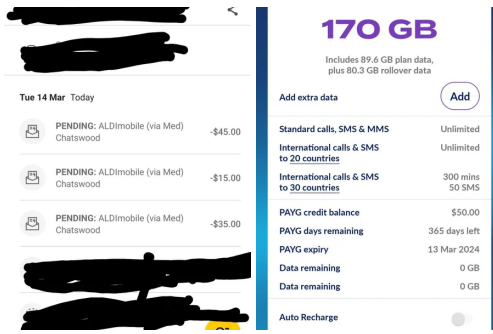 Tue 14 Mar Today
PENDING: ALDImobile (via Med)
Chatswood
-$45.00
PENDING: ALDImobile (via Med)
Chatswood
-$15.00
PENDING: ALDImobile (via Med)
Chatswood
-$35.00
170 GB
Includes 89.6 GB plan data,
plus 80.3 GB rollover data
Add extra data Add
Standard calls, SMS & MMS Unlimited
International calls & SMS Unlimited
to 20 countries
International calls & SMS 300 mins
to 30 countries 50 SMS
PAYG credit balance $50.00
PAYG days remaining 365 days left
PAYG expiry 13 Mar 2024
Data remaining 0 GB
Data remaining 0 GB
Auto Recharge